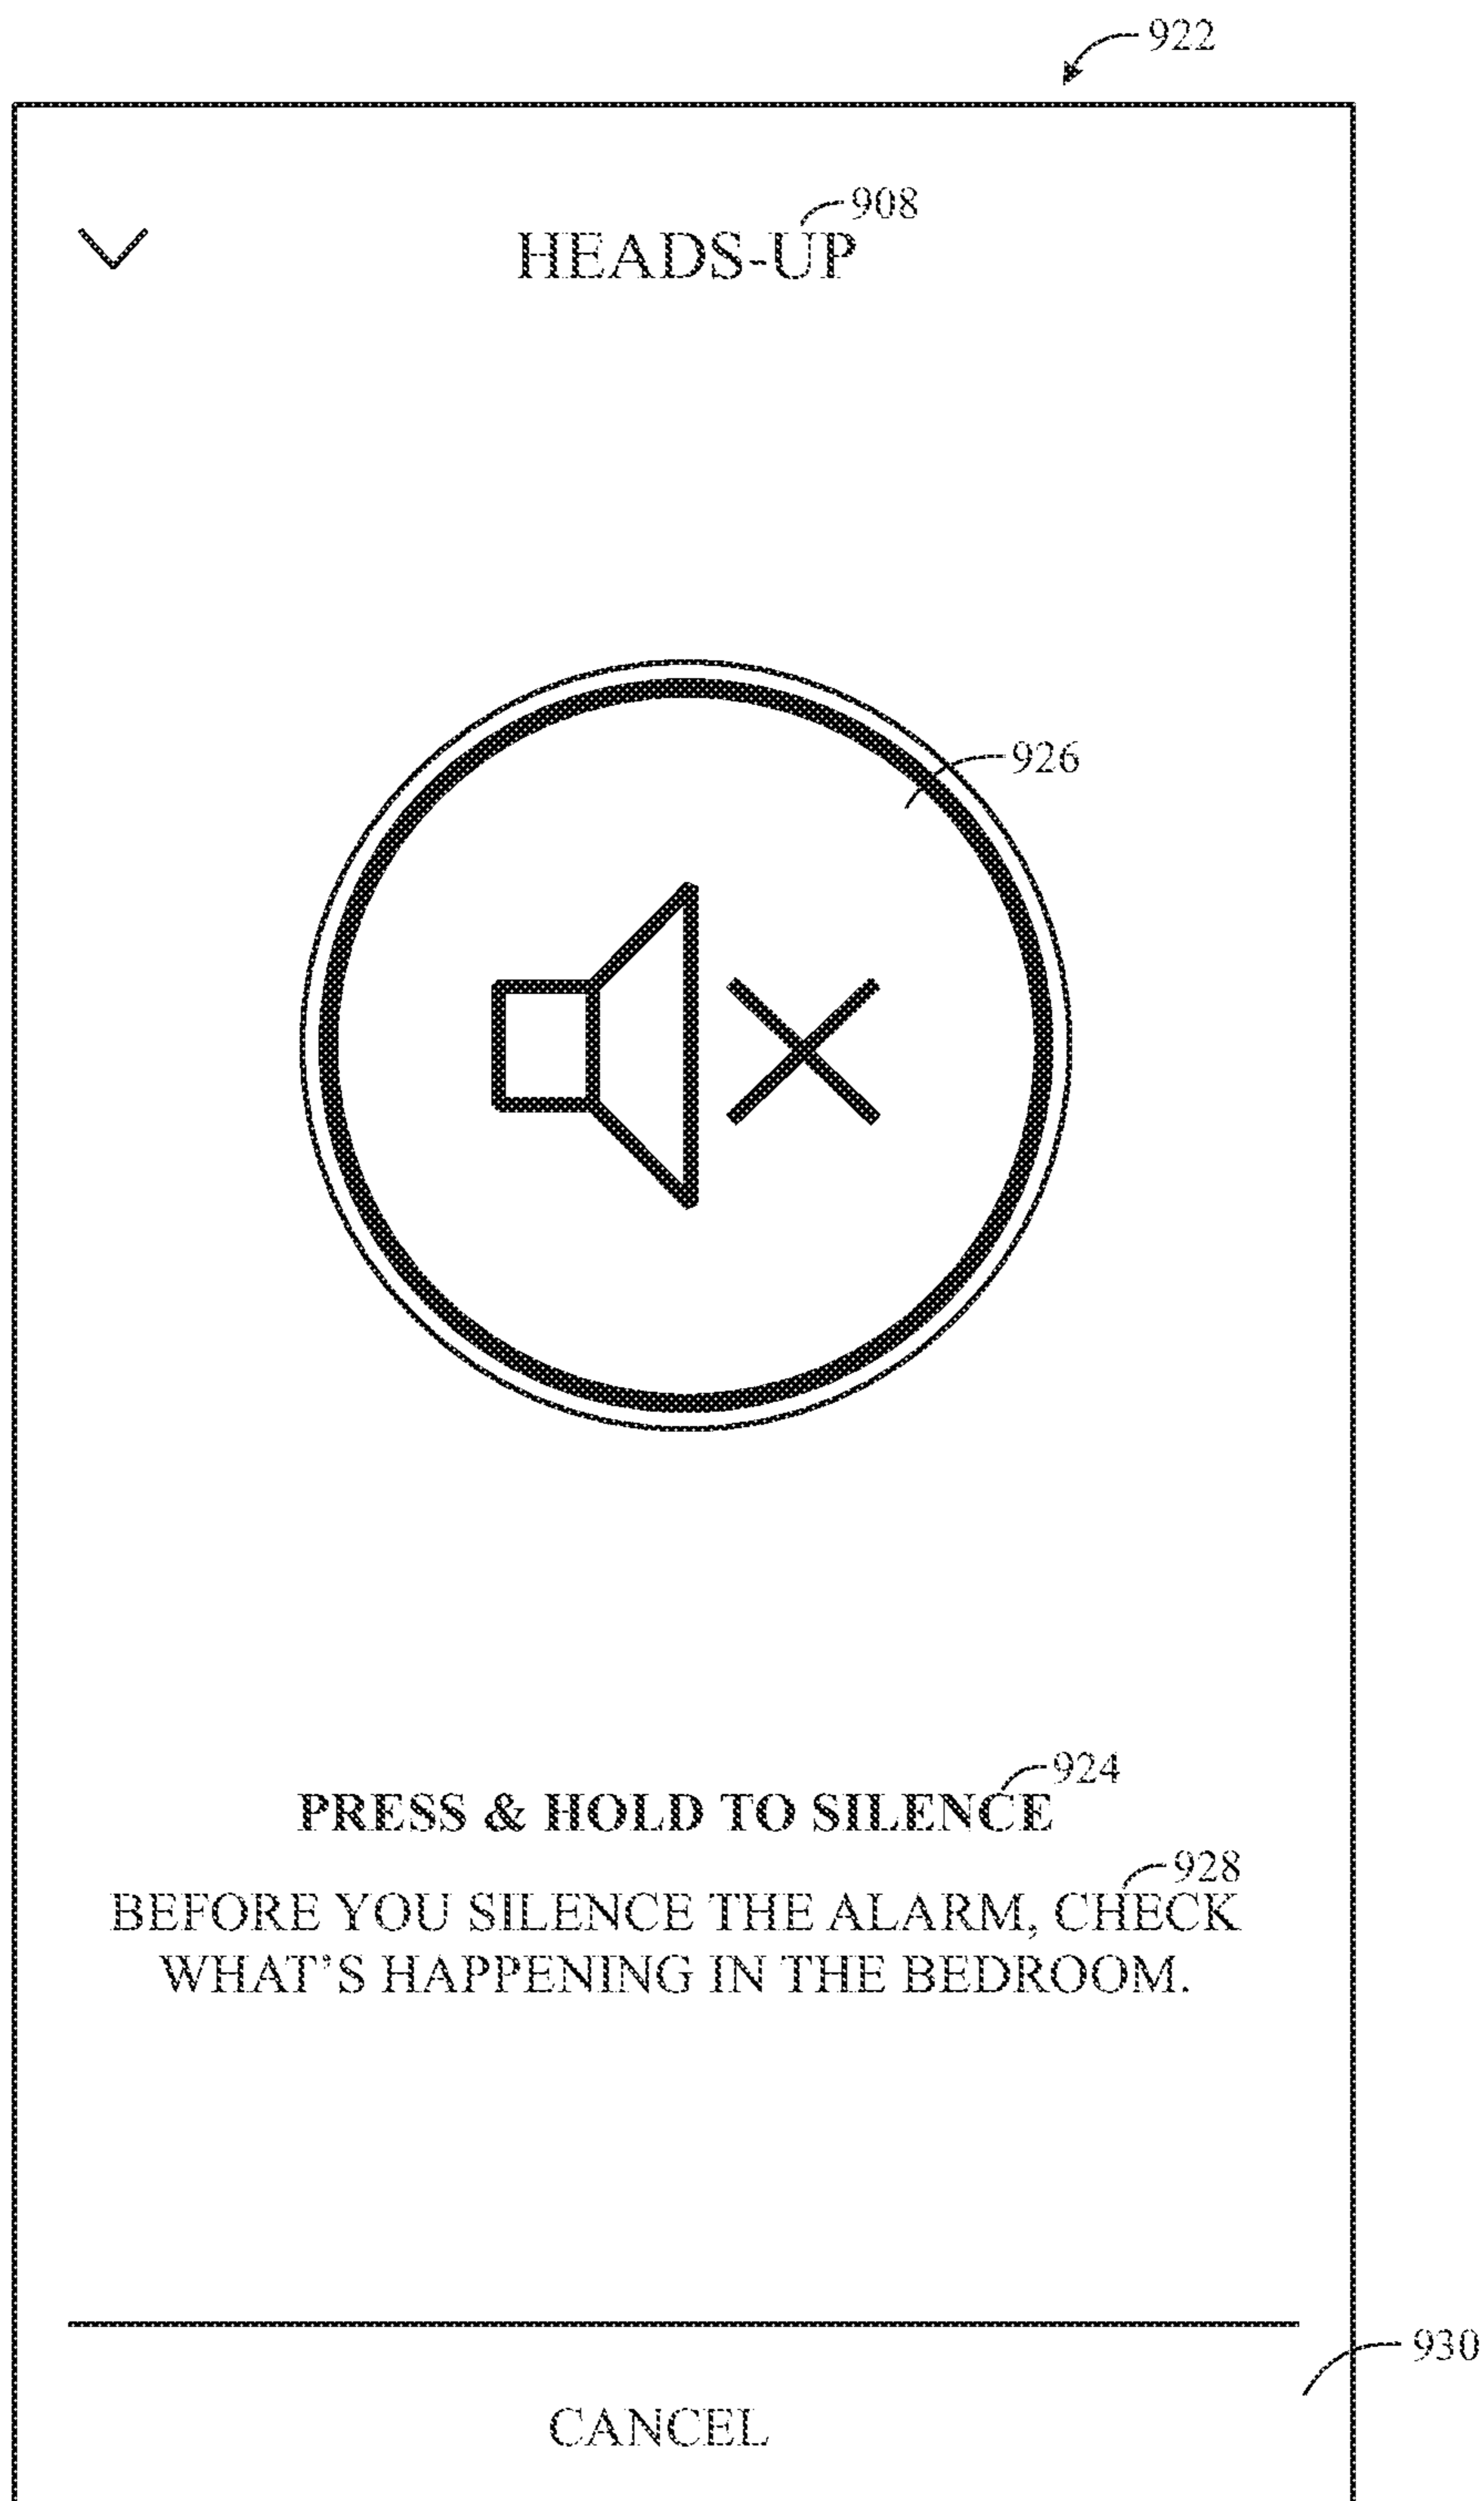 922
908
HEADS-UP
926
924
PRESS & HOLD TO SILENCE
928
BEFORE YOU SILENCE THE ALARM, CHECK
WHAT'S HAPPENING IN THE BEDROOM.
930
CANCEL